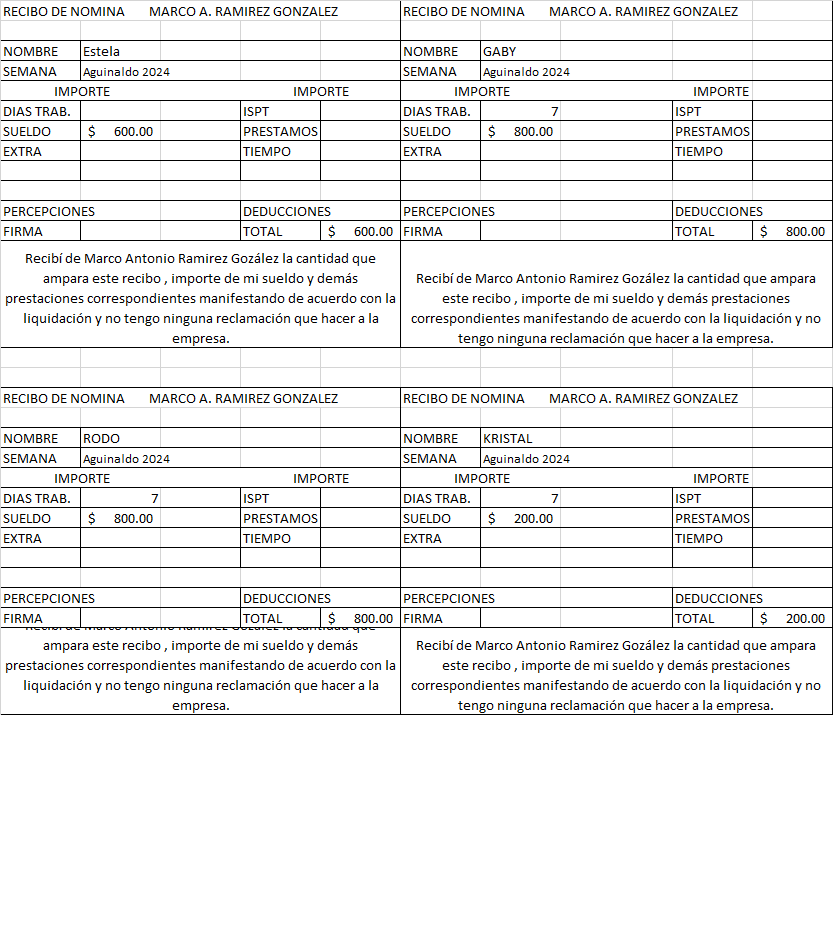 RECIBO DE NOMINA MARCO A. RAMIREZ GONZALEZ
NOMBRE Estela
SEMANA Aguinaldo 2024
IMPORTE IMPORTE
DIAS TRAB. ISPT
SUELDO $ 600.00 PRESTAMOS
EXTRA TIEMPO
PERCEPCIONES DEDUCCIONES
FIRMA TOTAL $ 600.00
Recibí de Marco Antonio Ramirez Gozález la cantidad que
ampara este recibo , importe de mi sueldo y demás
prestaciones correspondientes manifestando de acuerdo con la
liquidación y no tengo ninguna reclamación que hacer a la
empresa.
RECIBO DE NOMINA MARCO A. RAMIREZ GONZALEZ
NOMBRE GABY
SEMANA Aguinaldo 2024
IMPORTE IMPORTE
DIAS TRAB. 7 ISPT
SUELDO $ 800.00 PRESTAMOS
EXTRA TIEMPO
PERCEPCIONES DEDUCCIONES
FIRMA TOTAL $ 800.00
Recibí de Marco Antonio Ramirez Gozález la cantidad que ampara
este recibo , importe de mi sueldo y demás prestaciones
correspondientes manifestando de acuerdo con la liquidación y no
tengo ninguna reclamación que hacer a la empresa.
RECIBO DE NOMINA MARCO A. RAMIREZ GONZALEZ
NOMBRE RODO
SEMANA Aguinaldo 2024
IMPORTE IMPORTE
DIAS TRAB. 7 ISPT
SUELDO $ 800.00 PRESTAMOS
EXTRA TIEMPO
PERCEPCIONES DEDUCCIONES
FIRMA TOTAL $ 800.00
ampara este recibo , importe de mi sueldo y demás
prestaciones correspondientes manifestando de acuerdo con la
liquidación y no tengo ninguna reclamación que hacer a la
empresa.
RECIBO DE NOMINA MARCO A. RAMIREZ GONZALEZ
NOMBRE KRISTAL
SEMANA Aguinaldo 2024
IMPORTE IMPORTE
DIAS TRAB. 7 ISPT
SUELDO $ 200.00 PRESTAMOS
EXTRA TIEMPO
PERCEPCIONES DEDUCCIONES
FIRMA TOTAL $ 200.00
Recibí de Marco Antonio Ramirez Gozález la cantidad que ampara
este recibo , importe de mi sueldo y demás prestaciones
correspondientes manifestando de acuerdo con la liquidación y no
tengo ninguna reclamación que hacer a la empresa.